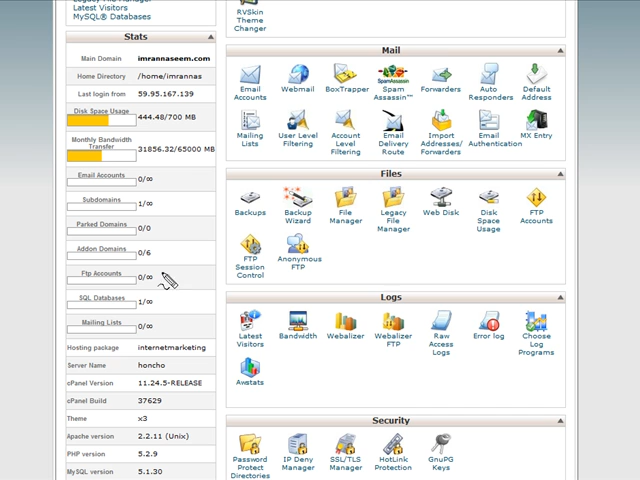 Latest Visitors
MySQL® Databases
RVSkin
Theme
Changer
Stats
Main Domain imrannaseem.com
Home Directory /home/imrannas
Last login from 59.95.167.139
Disk Space Usage
444.48/700 MB
Monthly Bandwidth
Transfer
31856.32/65000 MB
Email Accounts
0/∞
Subdomains
1/∞
Parked Domains
0/0
Addon Domains
0/6
Ftp Accounts
0/∞
SQL Databases
1/∞
Mailing Lists
0/∞
Hosting package internetmarketing
Server Name honcho
cPanel Version 11.24.5-RELEASE
cPanel Build 37629
Theme x3
Apache version 2.2.11 (Unix)
PHP version 5.2.9
MySQL version 5.1.30
Mail
Email
Accounts
Webmail
BoxTrapper
SpamAssassin
Spam
Assassin™
Forwarders
Auto
Responders
Default
Address
Mailing
Lists
User Level
Filtering
Account
Level
Filtering
Email
Delivery
Route
Import
Addresses/
Forwarders
Email
Authentication
MX Entry
Files
Backups
Backup
Wizard
File
Manager
Legacy
File
Manager
Web Disk
Disk
Space
Usage
FTP
Accounts
FTP
Session
Control
Anonymous
FTP
Logs
Latest
Visitors
Bandwidth
Webalizer
Webalizer
FTP
Raw
Access
Logs
Error log
Choose
Log
Programs
Awstats
Security
Password
Protect
Directories
IP Deny
Manager
SSL/TLS
Manager
HotLink
Protection
GnuPG
Keys